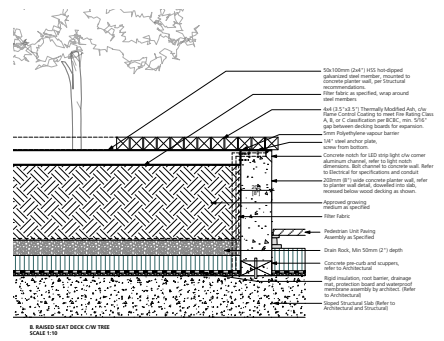 50x100mm (2x4") HSS hot-dipped
galvanized steel member, mounted to
concrete planter wall, per Structural
recommendations.
Filter fabric as specified, wrap around
steel members
4x4 (3.5"x3.5") Thermally Modified Ash, c/w
Flame Control Coating to meet Fire Rating Class
A, B, or C classification per BCBC, min. 5/16"
gap between decking boards for expansion.
5mm Polyethylene vapour barrier
1/4" steel anchor plate,
screw from bottom
Concrete notch for LED strip light c/w corner
aluminum channel, refer to light notch
dimensions. Bolt channel to concrete wall. Refer
to Electrical for specifications and conduit
203mm (8") wide concrete planter wall, refer
to planter wall detail, dowelled into slab,
recessed below wood decking as shown.
Approved growing
medium as specified
Filter Fabric
Pedestrian Unit Paving
Assembly as Specified
Drain Rock, Min 50mm (2") depth
Concrete pre-curb and scuppers,
refer to Architectural
Rigid insulation, root barrier, drainage
mat, protection board and waterproof
membrane assembly by architect. (Refer
to Architectural)
Sloped Structural Slab (Refer to
Architectural and Structural)
B. RAISED SEAT DECK C/W TREE
SCALE 1:10